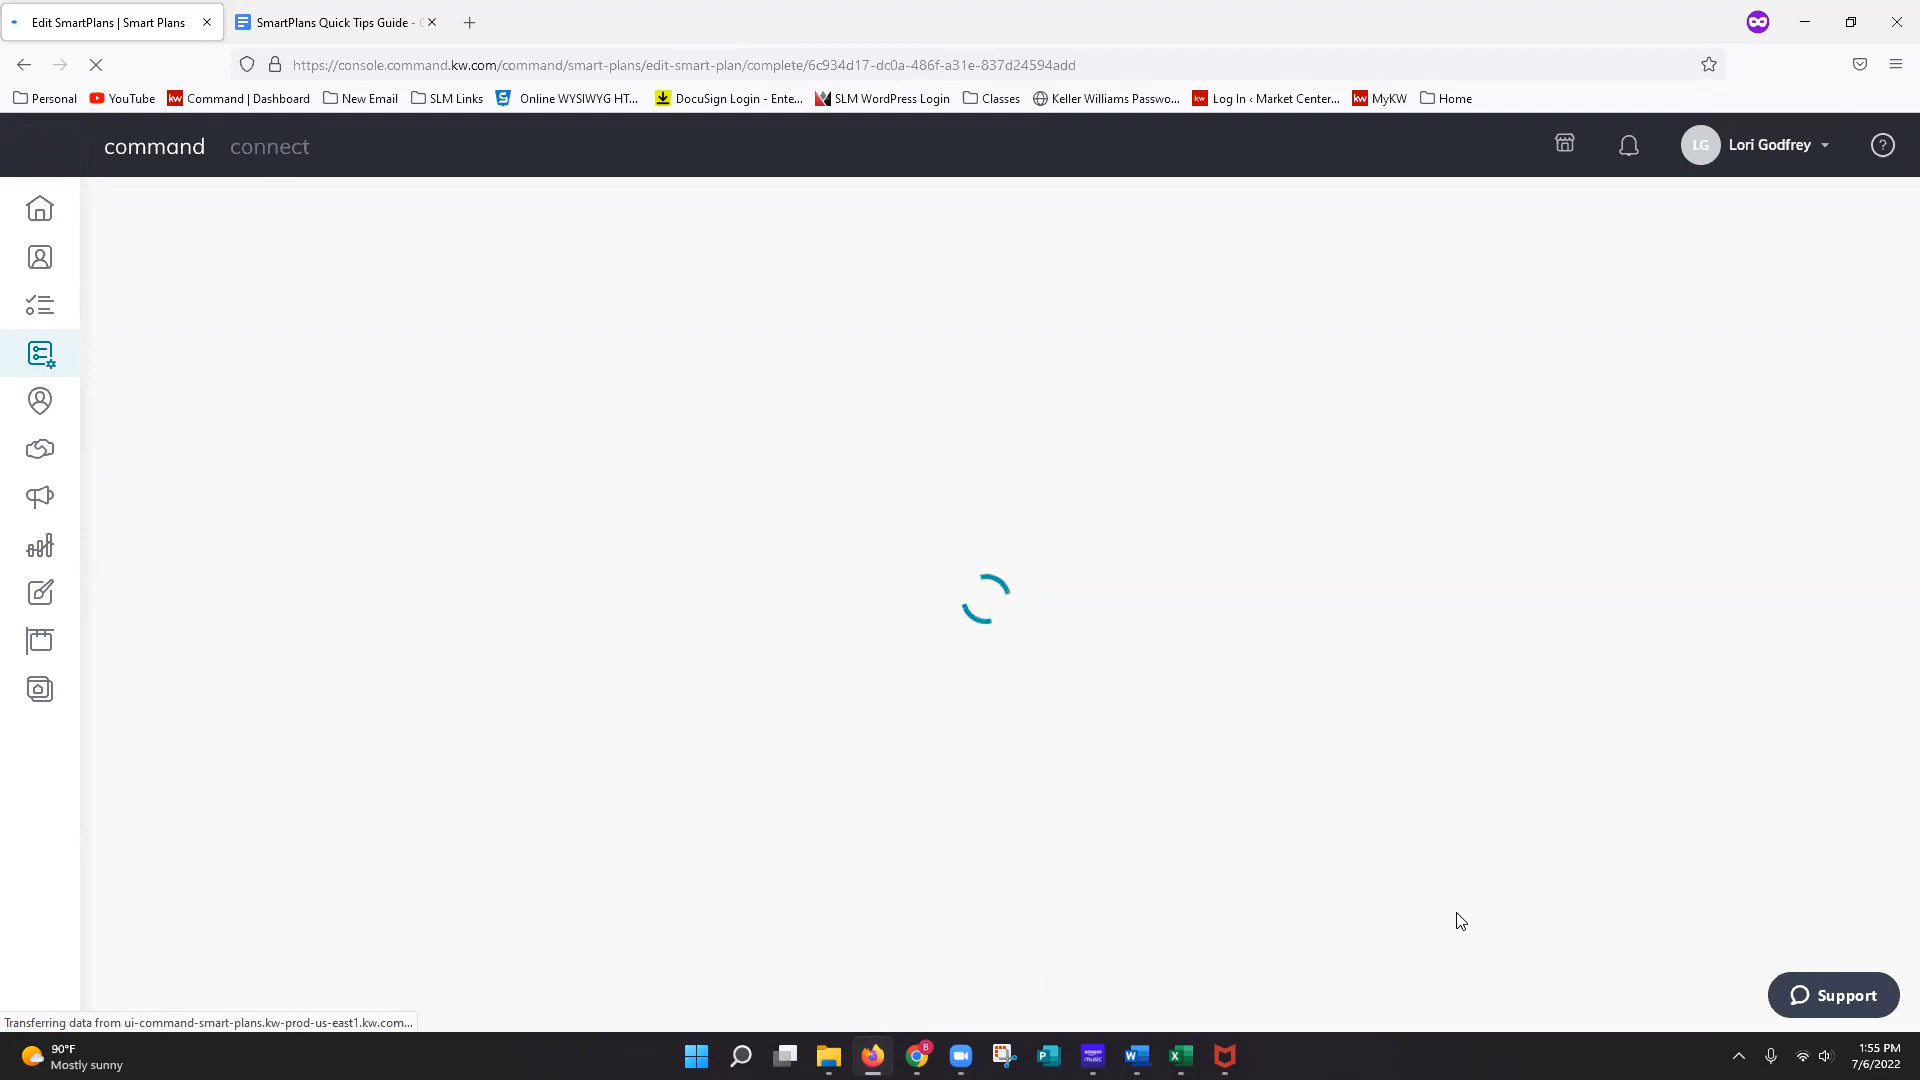 Edit SmartPlans | Smart Plans
SmartPlans Quick Tips Guide -
https://console.command.kw.com/command/smart-plans/edit-smart-plan/complete/6c934d17-dc0a-486f-a31e-837d24594add
Personal YouTube kw Command | Dashboard New Email SLM Links Online WYSIWYG HT... DocuSign Login - Ente... SLM WordPress Login Classes Keller Williams Passwo... kw Log In ‹ Market Center... kw MyKW Home
command connect LG Lori Godfrey ?
Support
Transferring data from ui-command-smart-plans.kw-prod-us-east1.kw.com...
90°F
Mostly sunny
1:55 PM
7/6/2022